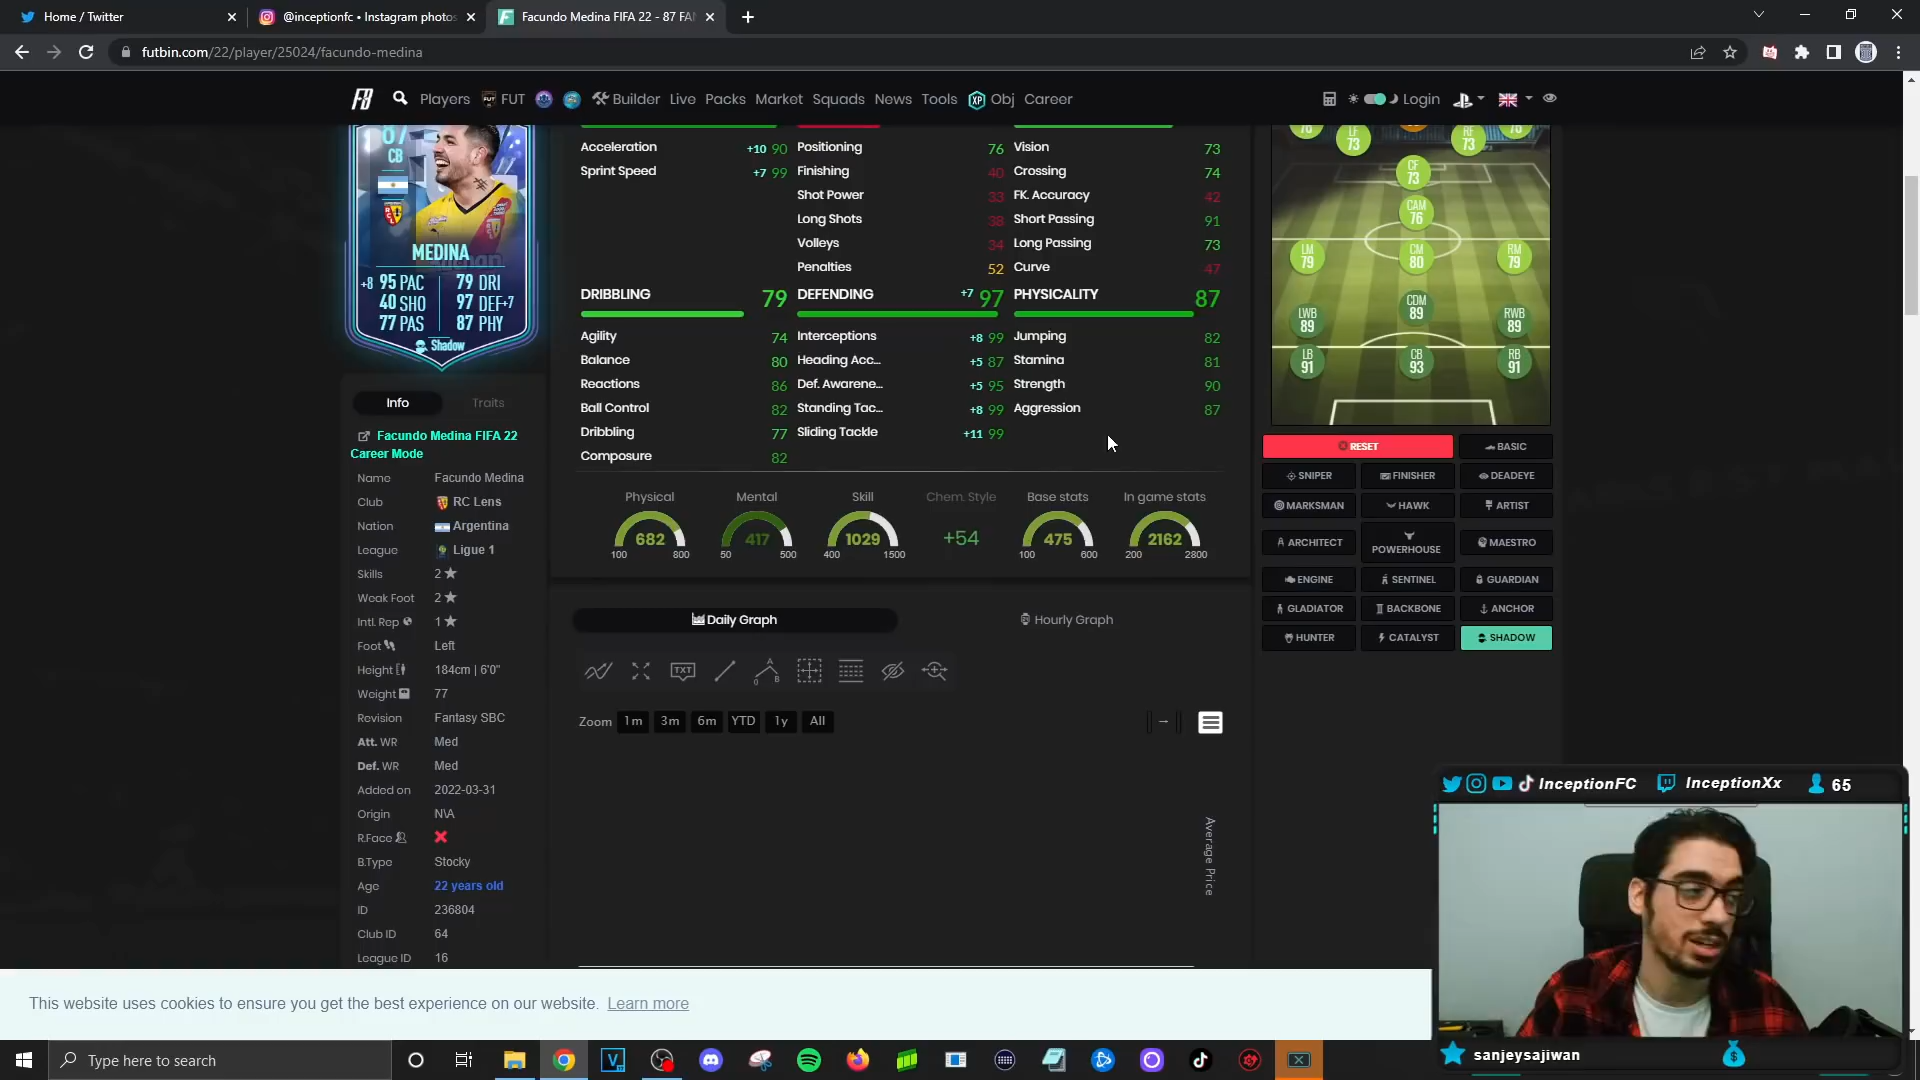 Home / Twitter
@inceptionfc • Instagram photos
Facundo Medina FIFA 22 - 87 FAN
futbin.com/22/player/25024/facundo-medina
Players FUT Builder Live Packs Market Squads News Tools XP Obj Career Login
87
CB
MEDINA
+8 95 PAC 79 DRI
40 SHO 97 DEF+7
77 PAS 87 PHY
Shadow
Acceleration +10 90
Sprint Speed +7 99
Positioning 76
Finishing 40
Shot Power 33
Long Shots 38
Volleys 34
Penalties 52
Vision 73
Crossing 74
FK. Accuracy 42
Short Passing 91
Long Passing 73
Curve 47
DRIBBLING 79
Agility 74
Balance 80
Reactions 86
Ball Control 82
Dribbling 77
Composure 82
DEFENDING +7 97
Interceptions +8 99
Heading Acc... +5 87
Def. Awarene... +5 95
Standing Tac... +8 99
Sliding Tackle +11 99
PHYSICALITY 87
Jumping 82
Stamina 81
Strength 90
Aggression 87
Physical Mental Skill Chem. Style Base stats In game stats
682 417 1029 +54 475 2162
100 800 50 500 400 1500 100 600 200 2800
LF 73
RF 73
CF 73
CAM 76
LM 79
CM 80
RM 79
LWB 89
CDM 89
RWB 89
LB 91
CB 93
RB 91
RESET BASIC
SNIPER FINISHER DEADEYE
MARKSMAN HAWK ARTIST
ARCHITECT POWERHOUSE MAESTRO
ENGINE SENTINEL GUARDIAN
GLADIATOR BACKBONE ANCHOR
HUNTER CATALYST SHADOW
Info Traits
Facundo Medina FIFA 22
Career Mode
Name Facundo Medina
Club RC Lens
Nation Argentina
League Ligue 1
Skills 2
Weak Foot 2
Intl. Rep 1
Foot Left
Height 184cm | 6'0"
Weight 77
Revision Fantasy SBC
Att. WR Med
Def. WR Med
Added on 2022-03-31
Origin N\A
R.Face
B.Type Stocky
Age 22 years old
ID 236804
Club ID 64
League ID 16
Daily Graph Hourly Graph
TXT
Zoom 1m 3m 6m YTD 1y All →
Average Price
InceptionFC InceptionXx 65
sanjeysajiwan
This website uses cookies to ensure you get the best experience on our website. Learn more
Type here to search